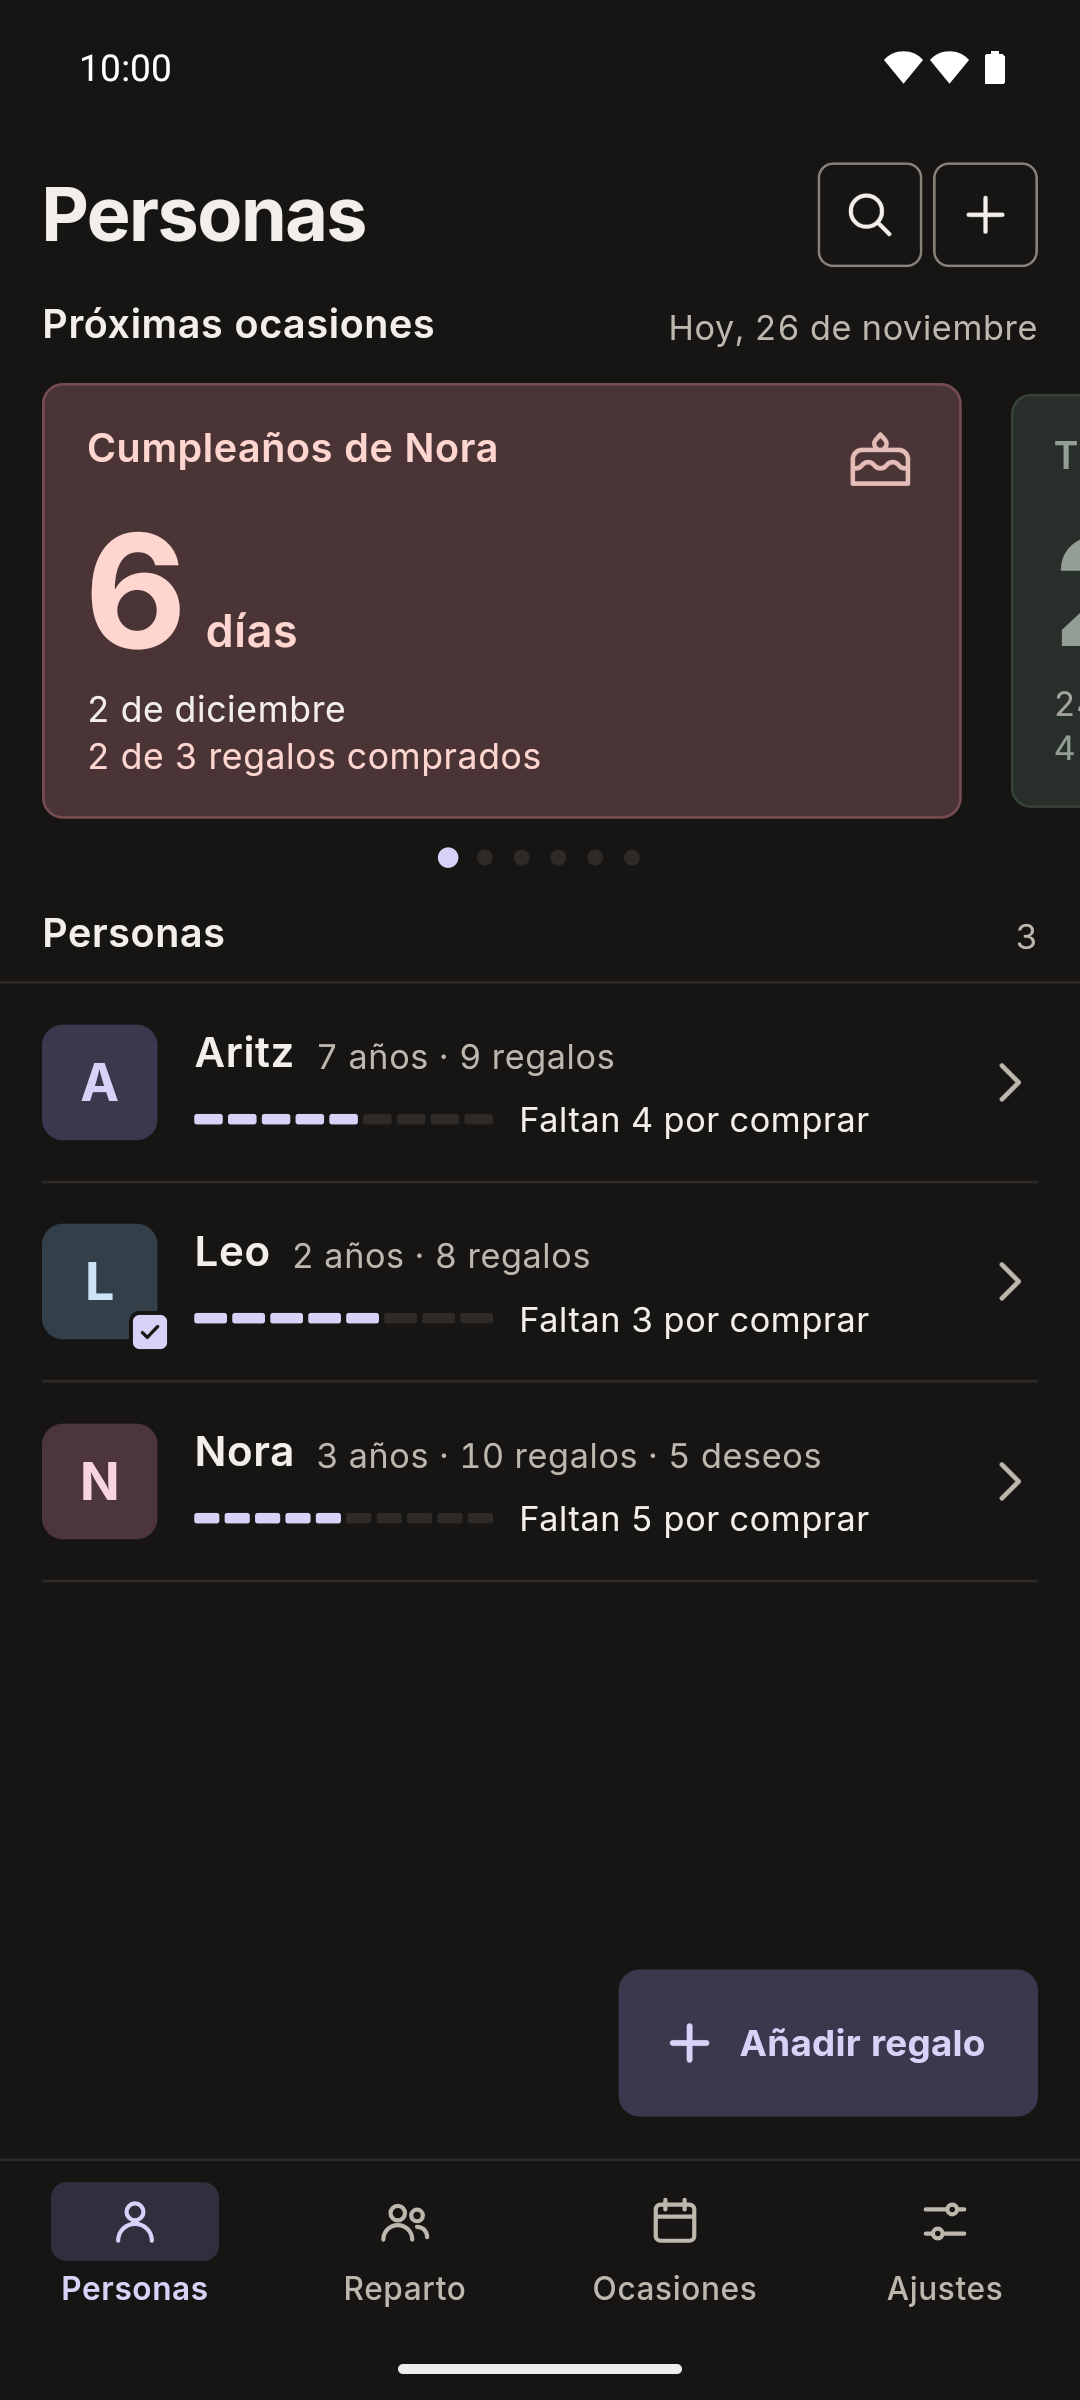 10:00
Personas
Próximas ocasiones
Hoy, 26 de noviembre
Cumpleaños de Nora
6 días
2 de diciembre
2 de 3 regalos comprados
T
2
4
Personas
3
A
Aritz 7 años · 9 regalos
Faltan 4 por comprar
L
Leo 2 años · 8 regalos
Faltan 3 por comprar
N
Nora 3 años · 10 regalos · 5 deseos
Faltan 5 por comprar
Añadir regalo
Personas
Reparto
Ocasiones
Ajustes